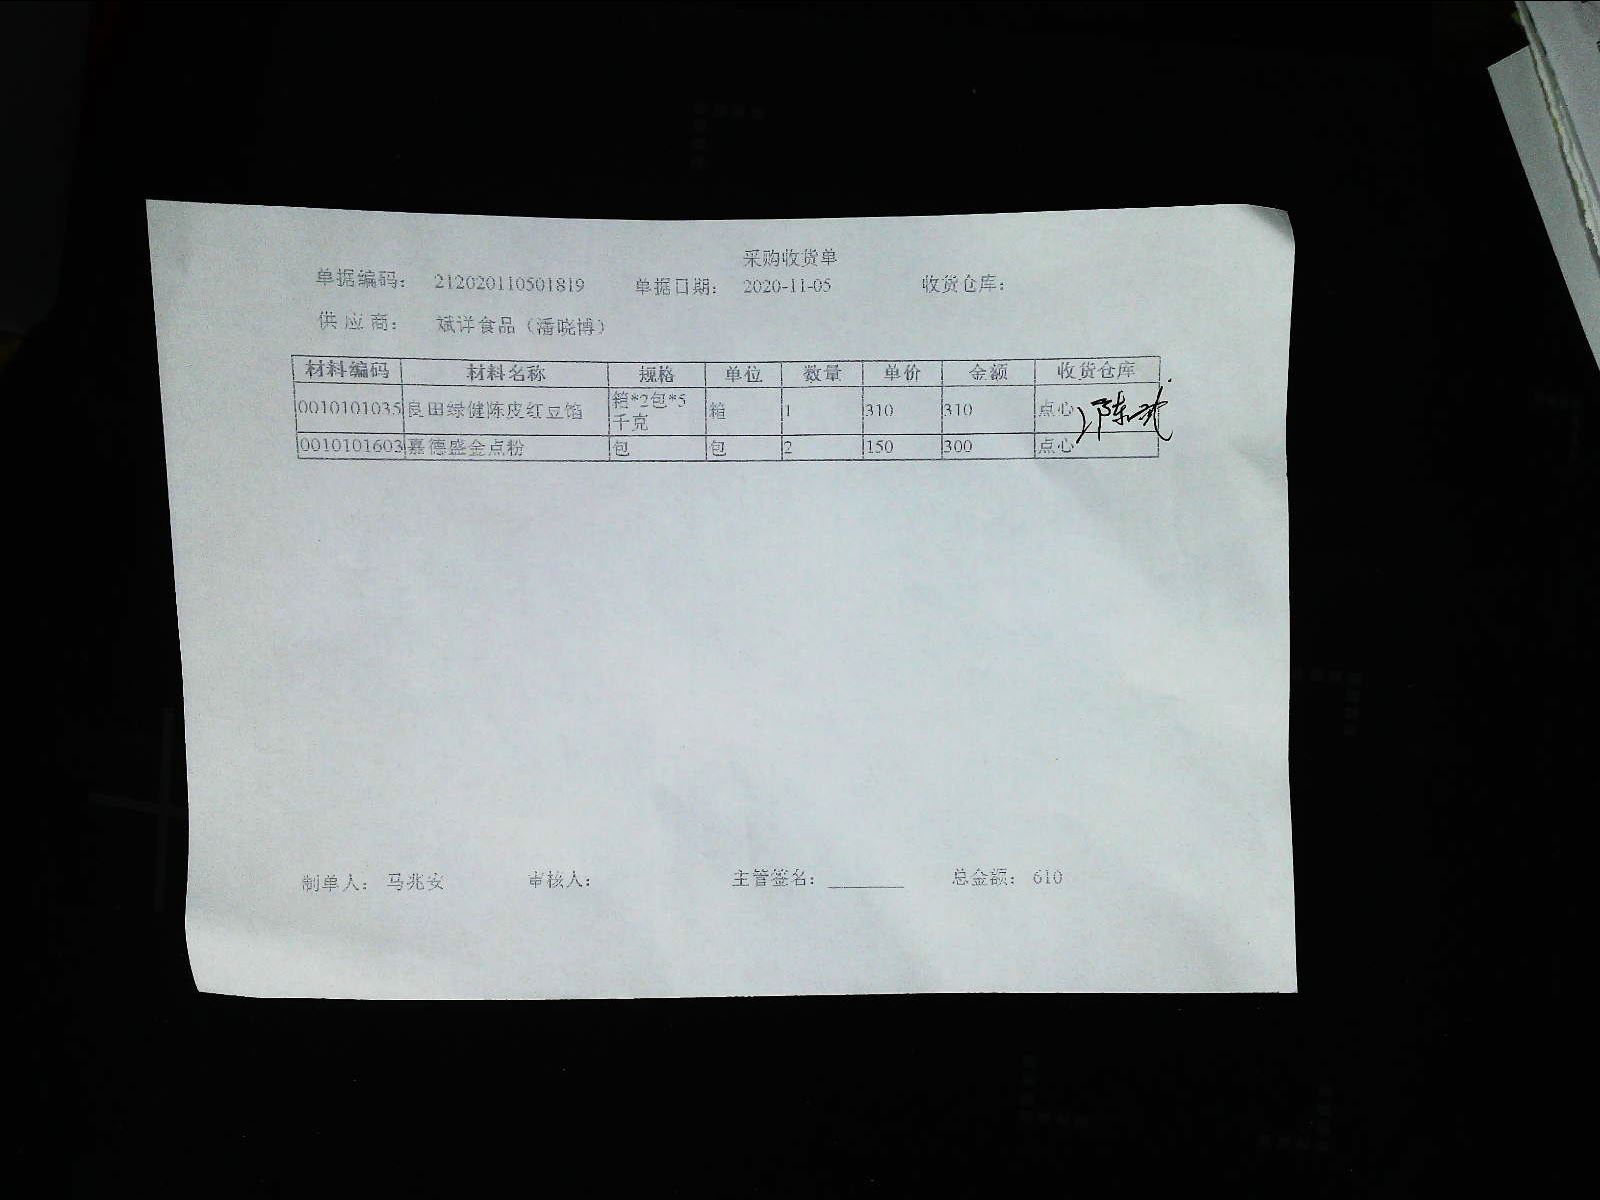 采购收货单
单据编码： 212020110501819 单据日期： 2020-11-05 收货仓库：
供 应 商： 斌洋食品（潘晓博）
材料编码 材料名称 规格 单位 数量 单价 金额 收货仓库
0010101035 良田绿健陈皮红豆馅 箱*2包*5千克 箱 1 310 310 点心
0010101603 嘉德盛金点粉 包 包 2 150 300 点心
制单人： 马兆安 审核人： 主管签名： ________ 总金额： 610